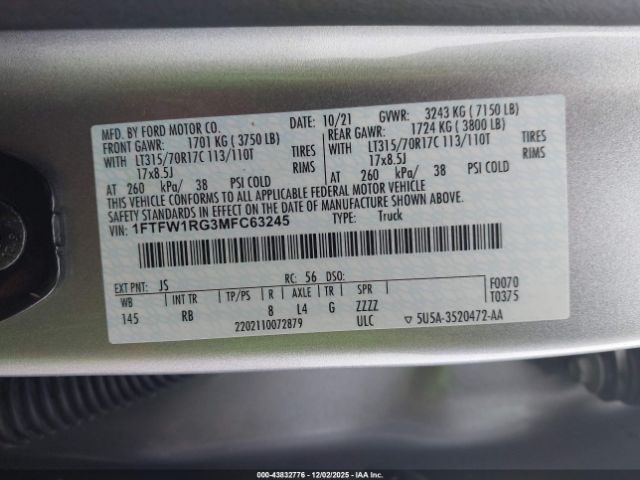 MFD. BY FORD MOTOR CO. DATE: 10/21 GVWR: 3243 KG ( 7150 LB)
FRONT GAWR: 1701 KG ( 3750 LB) REAR GAWR: 1724 KG ( 3800 LB)
WITH LT315/70R17C 113/110T TIRES WITH LT315/70R17C 113/110T TIRES
17x8.5J RIMS 17x8.5J RIMS
AT 260 kPa/ 38 PSI COLD AT 260 kPa/ 38 PSI COLD
THIS VEHICLE CONFORMS TO ALL APPLICABLE FEDERAL MOTOR VEHICLE
SAFETY STANDARDS IN EFFECT ON THE DATE OF MANUFACTURE SHOWN ABOVE.
VIN: 1FTFW1RG3MFC63245 TYPE: Truck
EXT PNT: JS RC: 56 DSO: F0070
WB INT TR TP/PS R AXLE TR SPR T0375
145 RB 8 L4 G ZZZZ
2202110072879 ULC ▽ 5U5A-3520472-AA
000-43832776 - 12/02/2025 - IAAI.COM